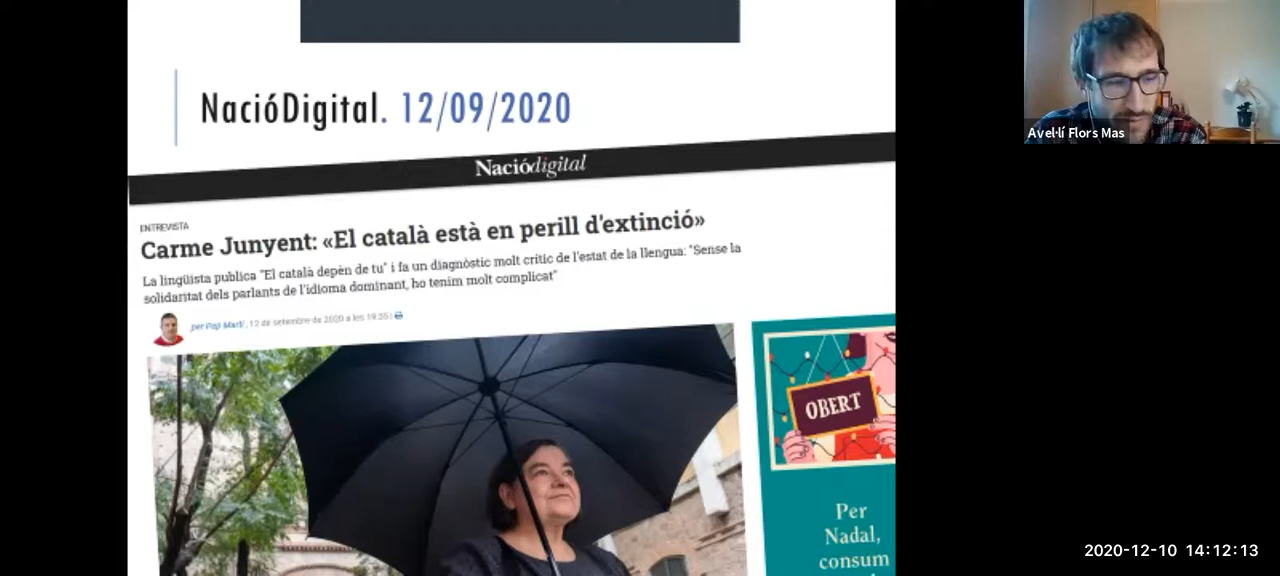 NacióDigital. 12/09/2020
Naciódigital
ENTREVISTA
Carme Junyent: «El català està en perill d'extinció»
La lingüista publica "El català depèn de tu" i fa un diagnòstic molt crític de l'estat de la llengua: "Sense la
solidaritat dels parlants de l'idioma dominant, ho tenim molt complicat"
per Pep Martí, 12 de setembre de 2020 a les 19:35 |
OBERT
Per
Nadal,
consum
Avel·lí Flors Mas
2020-12-10 14:12:13